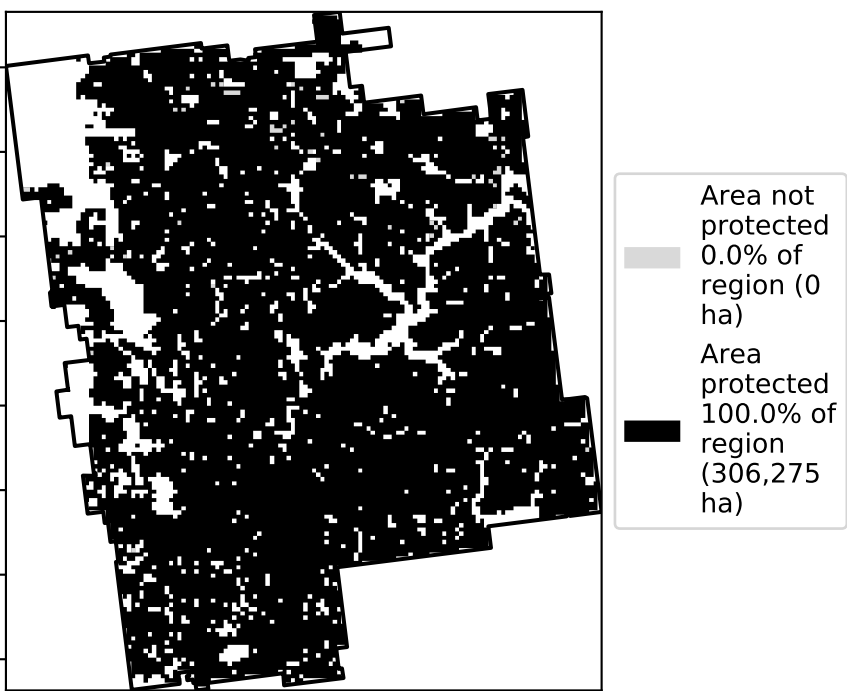 Area not
protected
0.0% of
region (0
ha)
Area
protected
100.0% of
region
(306,275
ha)